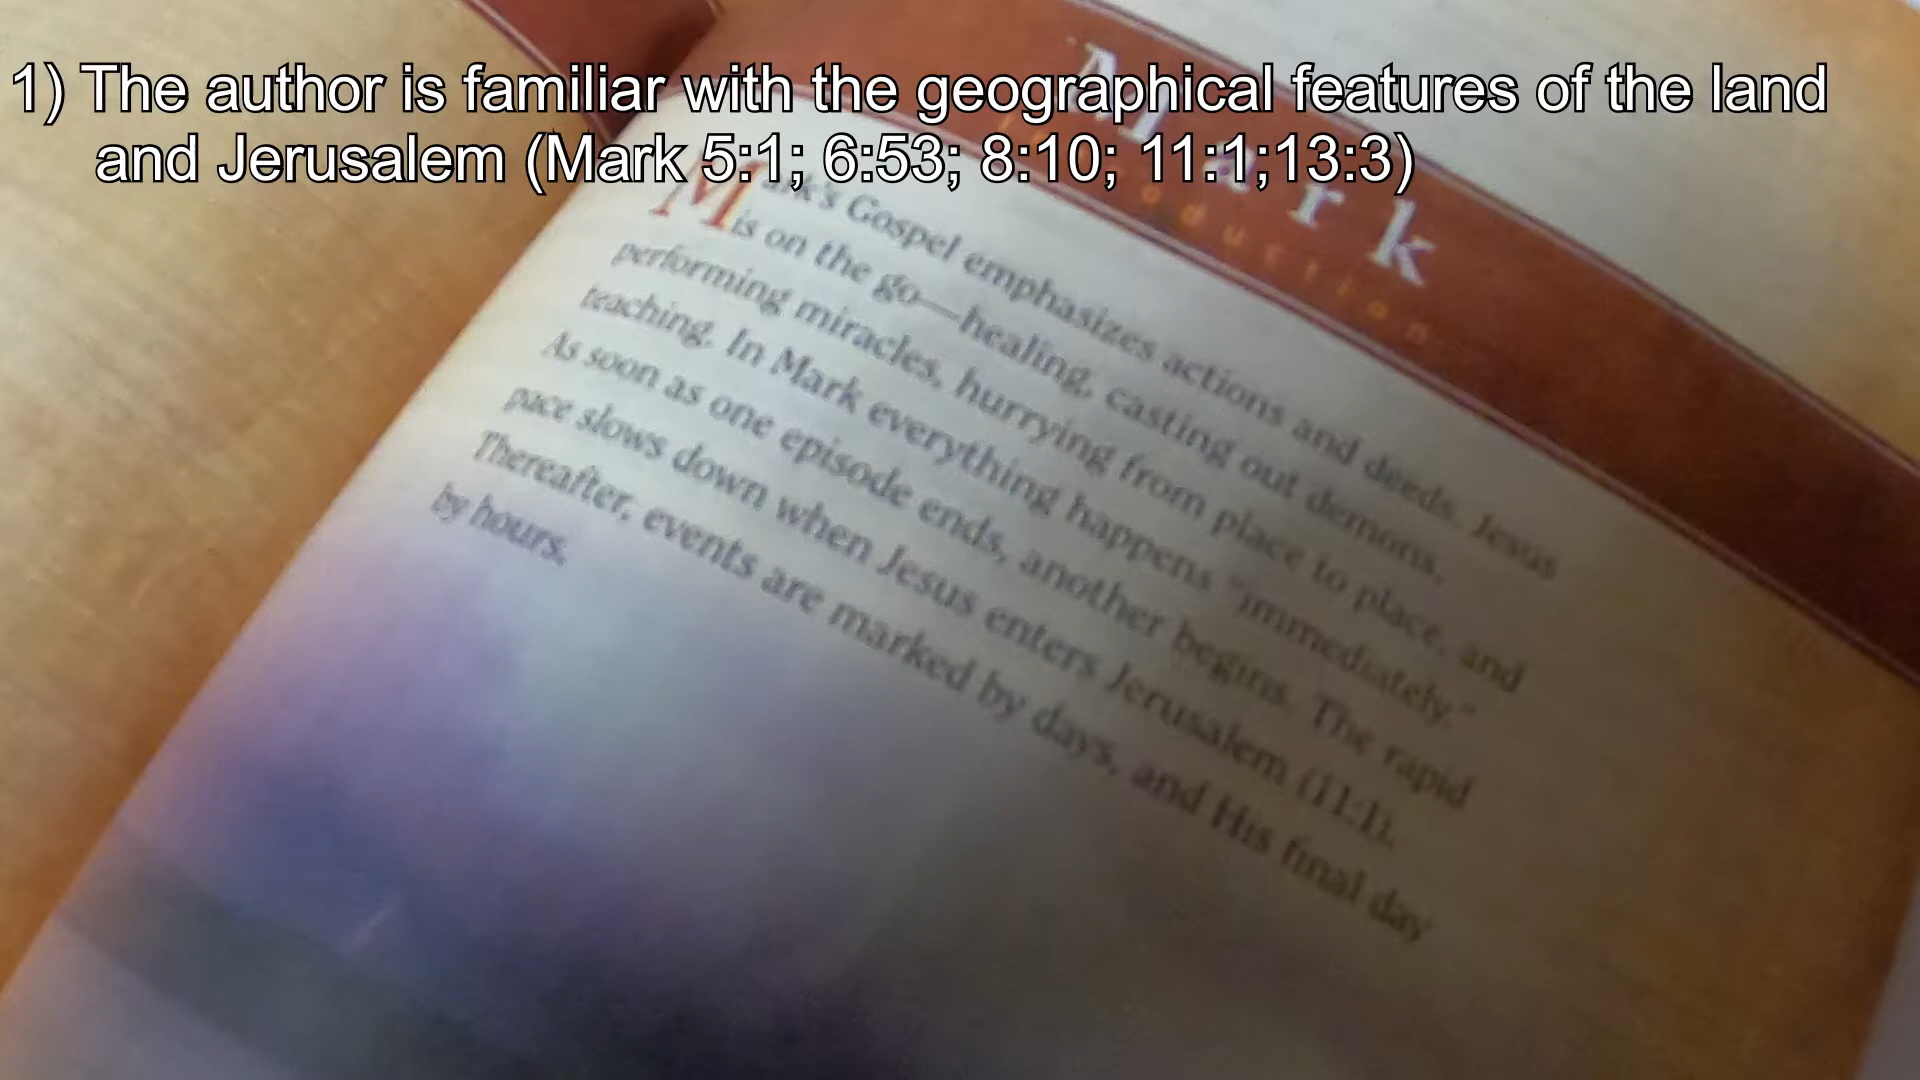 1) The author is familiar with the geographical features of the land
and Jerusalem (Mark 5:1; 6:53; 8:10; 11:1;13:3)
Mark
Introduction
Mark's Gospel emphasizes actions and deeds. Jesus
is on the go—healing, casting out demons,
performing miracles, hurrying from place to place, and
teaching. In Mark everything happens "immediately."
As soon as one episode ends, another begins. The rapid
pace slows down when Jesus enters Jerusalem (11:1).
Thereafter, events are marked by days, and His final day
by hours.